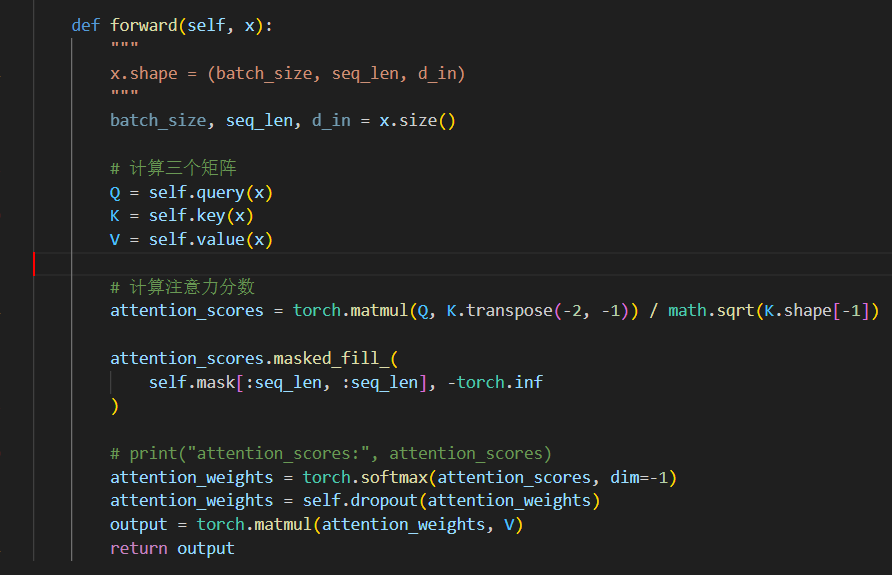 def forward(self, x):
"""
x.shape = (batch_size, seq_len, d_in)
"""
batch_size, seq_len, d_in = x.size()
# 计算三个矩阵
Q = self.query(x)
K = self.key(x)
V = self.value(x)
# 计算注意力分数
attention_scores = torch.matmul(Q, K.transpose(-2, -1)) / math.sqrt(K.shape[-1])
attention_scores.masked_fill_(
self.mask[:seq_len, :seq_len], -torch.inf
)
# print("attention_scores:", attention_scores)
attention_weights = torch.softmax(attention_scores, dim=-1)
attention_weights = self.dropout(attention_weights)
output = torch.matmul(attention_weights, V)
return output